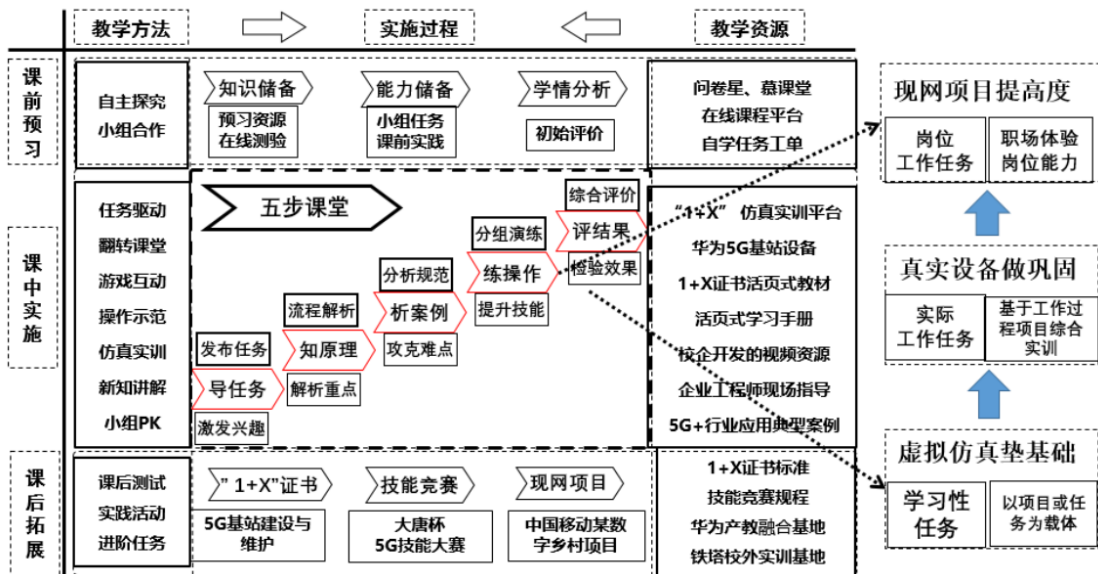 教学方法
实施过程
教学资源
课前预习
自主探究
小组合作
知识储备
预习资源
在线测验
能力储备
小组任务
课前实践
学情分析
初始评价
问卷星、慕课堂
在线课程平台
自学任务工单
课中实施
任务驱动
翻转课堂
游戏互动
操作示范
仿真实训
新知讲解
小组PK
五步课堂
发布任务
导任务
激发兴趣
流程解析
知原理
解析重点
分析规范
析案例
攻克难点
分组演练
练操作
提升技能
综合评价
评结果
检验效果
“1+X” 仿真实训平台
华为5G基站设备
1+X证书活页式教材
活页式学习手册
校企开发的视频资源
企业工程师现场指导
5G+行业应用典型案例
课后拓展
课后测试
实践活动
进阶任务
”1+X”证书
5G基站建设与
维护
技能竞赛
大唐杯
5G技能大赛
现网项目
中国移动某数
字乡村项目
1+X证书标准
技能竞赛规程
华为产教融合基地
铁塔校外实训基地
现网项目提高度
岗位
工作任务
职场体验
岗位能力
真实设备做巩固
实际
工作任务
基于工作过
程项目综合
实训
虚拟仿真垫基础
学习性
任务
以项目或任
务为载体